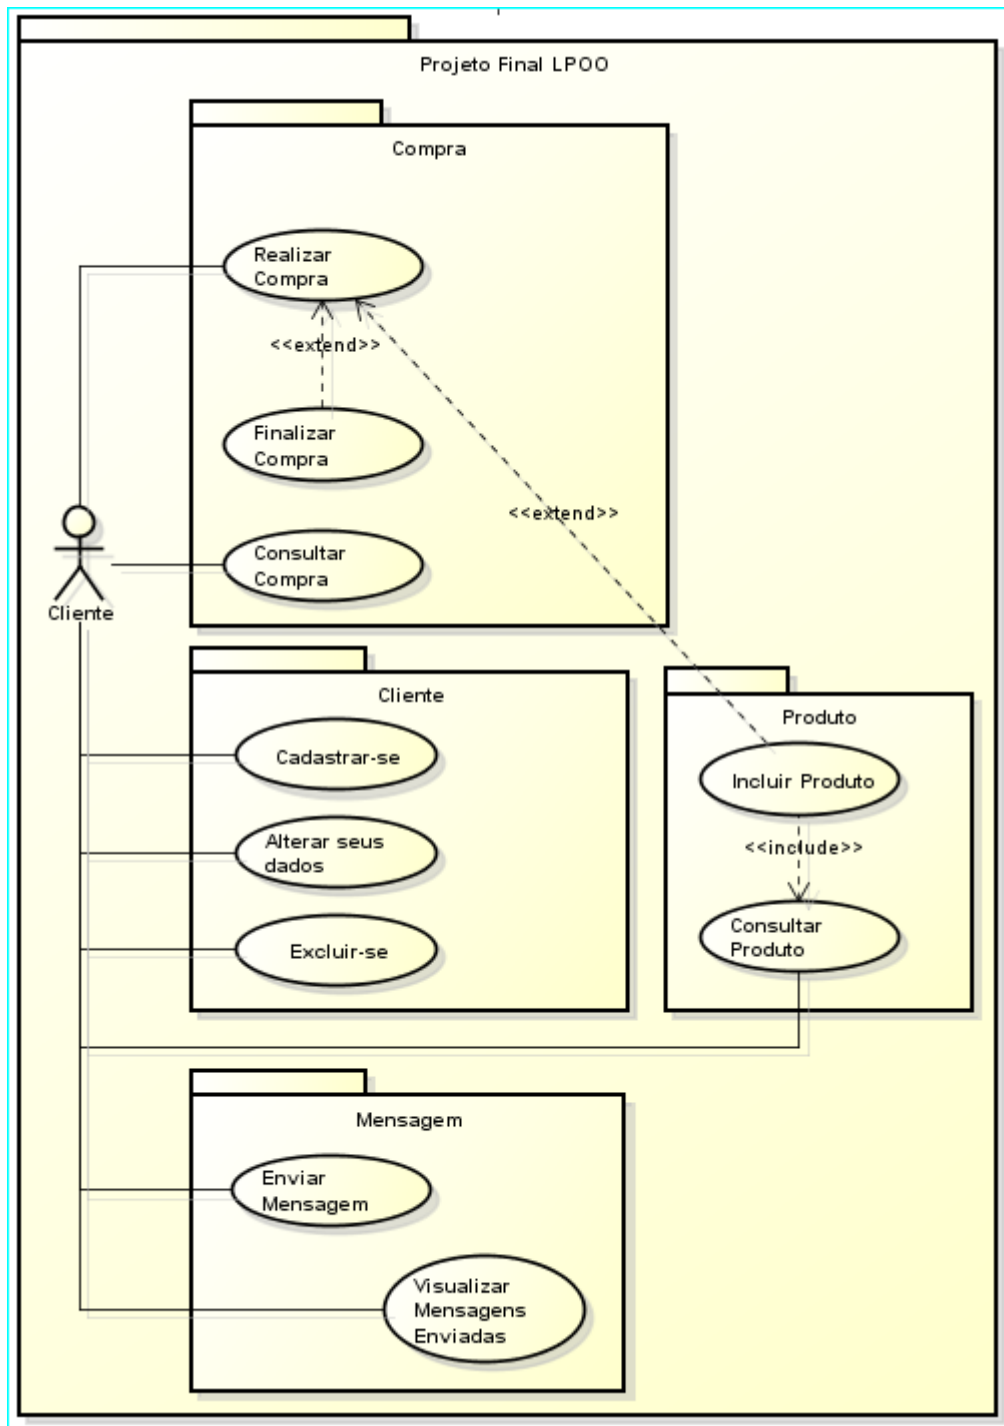 Projeto Final LPOO
Compra
Realizar
Compra
<<extend>>
Finalizar
Compra
<<extend>>
Consultar
Compra
Cliente
Cliente
Cadastrar-se
Alterar seus
dados
Excluir-se
Produto
Incluir Produto
<<include>>
Consultar
Produto
Mensagem
Enviar
Mensagem
Visualizar
Mensagens
Enviadas